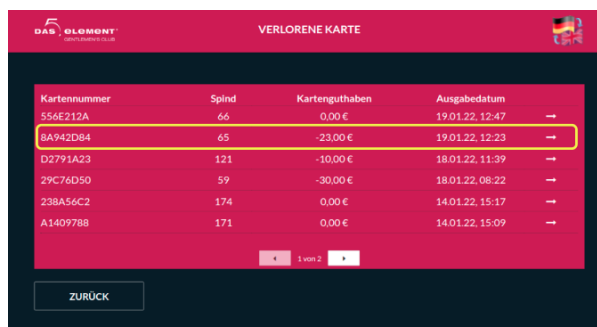 5
DAS element
GENTLEMEN'S CLUB
VERLORENE KARTE
Kartennummer Spind Kartenguthaben Ausgabedatum
556E212A 66 0,00 € 19.01.22, 12:47 →
8A942D84 65 -23,00 € 19.01.22, 12:23 →
D2791A23 121 -10,00 € 18.01.22, 11:39 →
29C76D50 59 -30,00 € 18.01.22, 08:22 →
238A56C2 174 0,00 € 14.01.22, 15:17 →
A1409788 171 0,00 € 14.01.22, 15:09 →
1 von 2
ZURÜCK